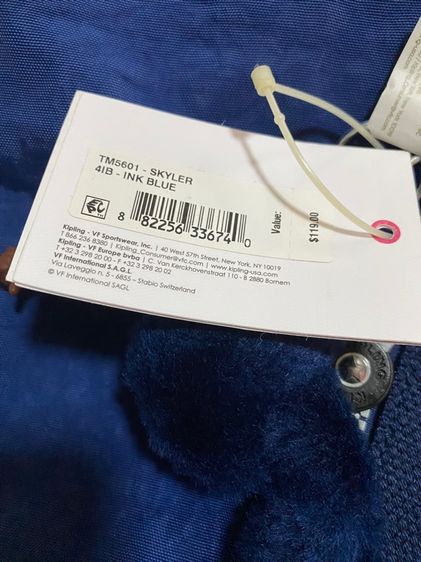 TM5601 - SKYLER
4IB - INK BLUE
8 82256 33674 0
Value:
$119.00
Kipling - VF Sportswear, Inc. | 40 West 57th Street, New York, NY 10019
T 866 236 8380 | Kipling_Consumer@vfc.com | www.kipling-usa.com
Kipling - VF Europe bvba | C. Van Kerckhovenstraat 110 - B 2880 Bornem
T +32 3 298 20 00 - F +32 3 298 20 02
VF International S.A.G.L
Via Laveggio n. 5 - 6855 – Stabio Switzerland
© VF International SAGL